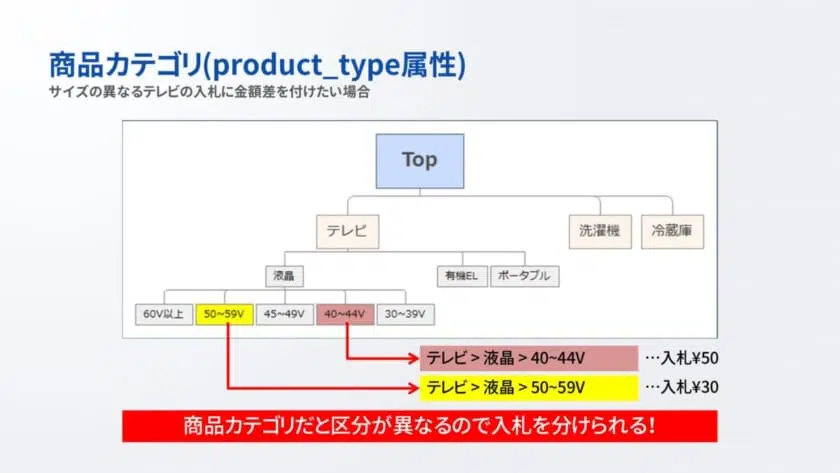 商品カテゴリ(product_type属性)
サイズの異なるテレビの入札に金額差を付けたい場合
Top
テレビ
洗濯機
冷蔵庫
液晶
有機EL
ポータブル
60V以上
50~59V
45~49V
40~44V
30~39V
テレビ > 液晶 > 40~44V …入札¥50
テレビ > 液晶 > 50~59V …入札¥30
商品カテゴリだと区分が異なるので入札を分けられる！